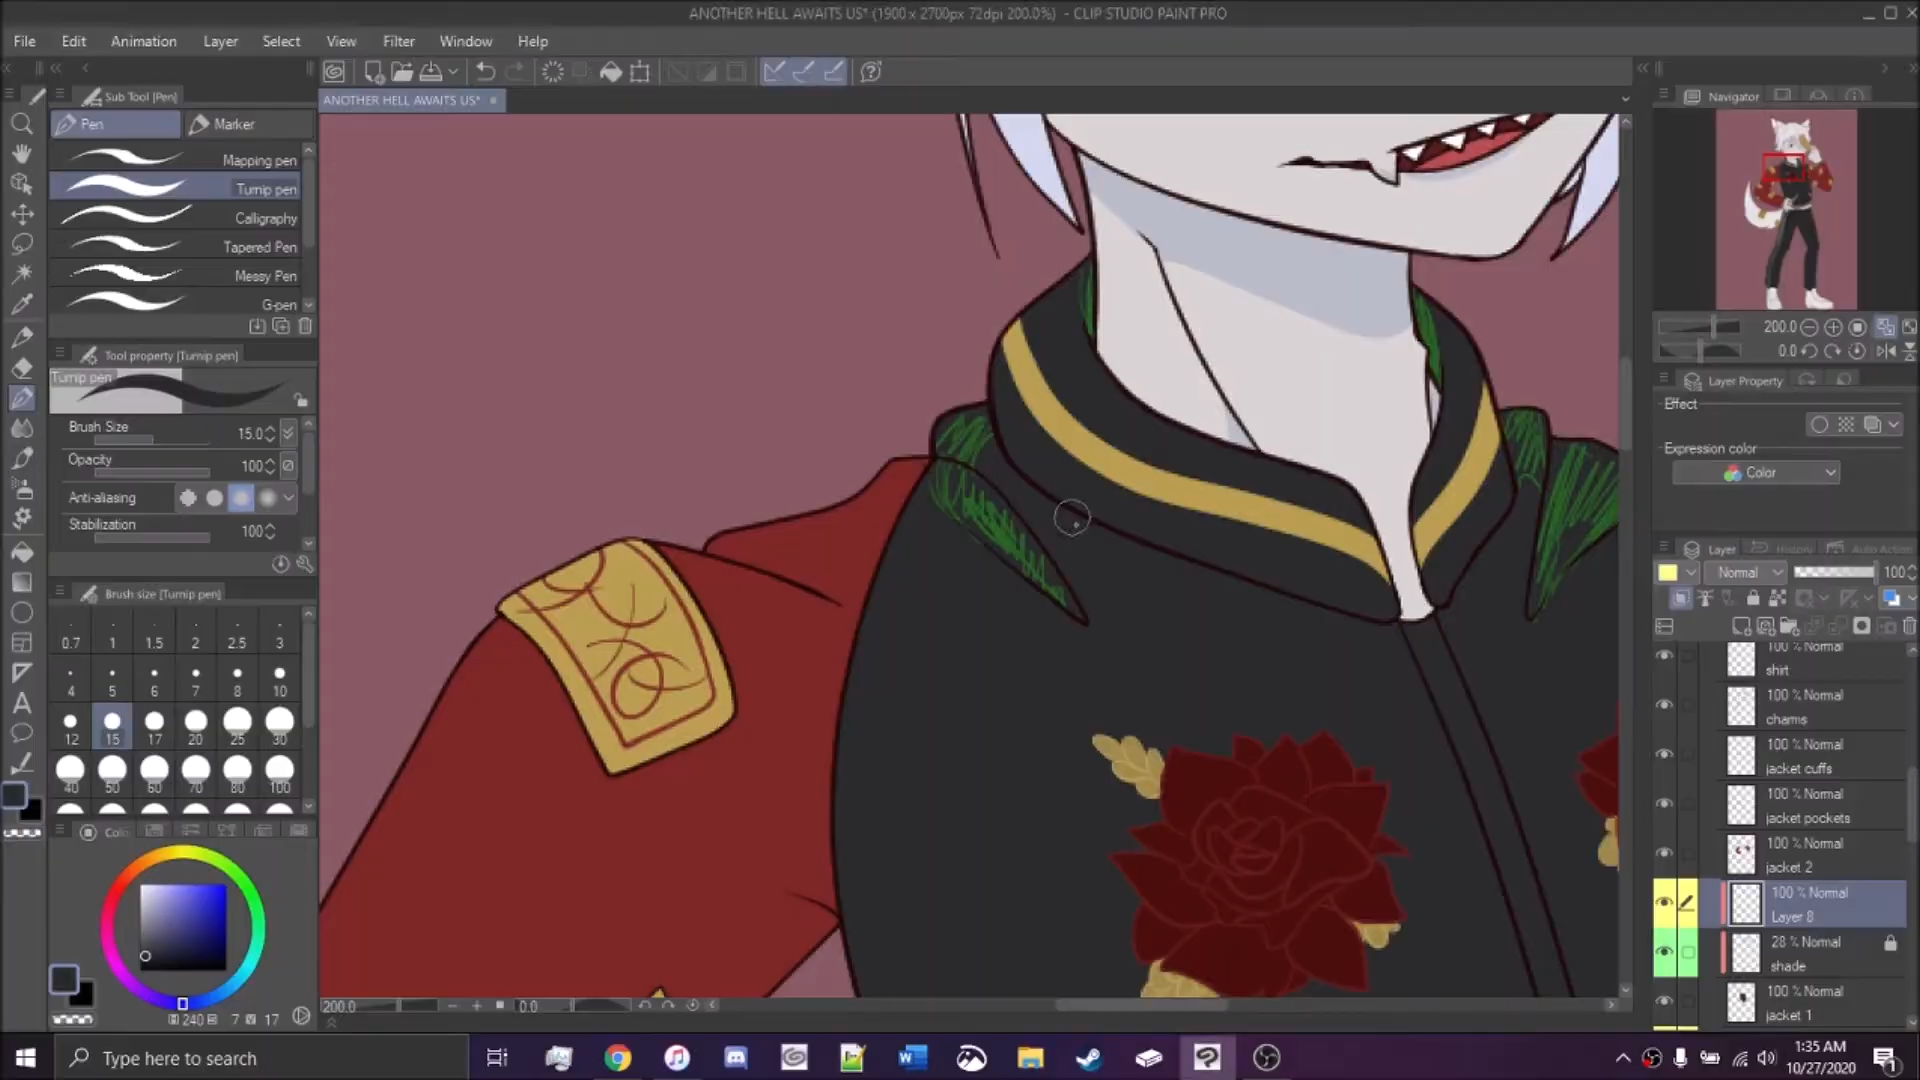 ANOTHER HELL AWAITS US* (1900 x 2700px 72dpi 200.0%) - CLIP STUDIO PAINT PRO
File Edit Animation Layer Select View Filter Window Help
Sub Tool [Pen]
ANOTHER HELL AWAITS US*
Navigator
Pen Marker
Mapping pen
Turnip pen
Calligraphy
Tapered Pen
Messy Pen
G-pen
200.0
0.0
Tool property [Turnip pen]
Turnip pen
Layer Property
Effect
Brush Size 15.0
Expression color
Opacity 100
Color
Anti-aliasing
Stabilization 100
Layer History Auto Action
Normal 100
Brush size [Turnip pen]
0.7 1 1.5 2 2.5 3
4 5 6 7 8 10
12 15 17 20 25 30
40 50 60 70 80 100
100 % Normal
shirt
100 % Normal
charms
100 % Normal
jacket cuffs
100 % Normal
jacket pockets
100 % Normal
jacket 2
100 % Normal
Layer 8
28 % Normal
shade
100 % Normal
jacket 1
Colo
240 7 V 17
200.0 0.0
Type here to search
1:35 AM
10/27/2020
1